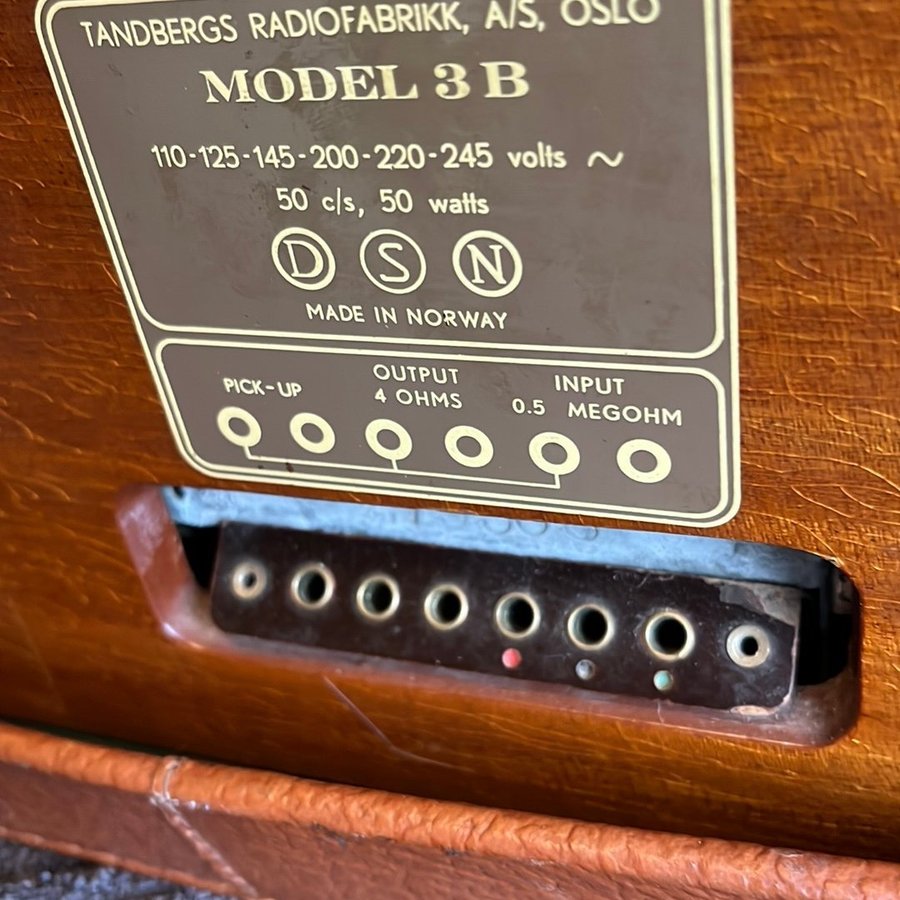 TANDBERGS RADIOFABRIKK, A/S, OSLO
MODEL 3 B
110-125-145-200-220-245 volts ~
50 c/s, 50 watts
D S N
MADE IN NORWAY
PICK-UP OUTPUT INPUT
4 OHMS 0.5 MEGOHM